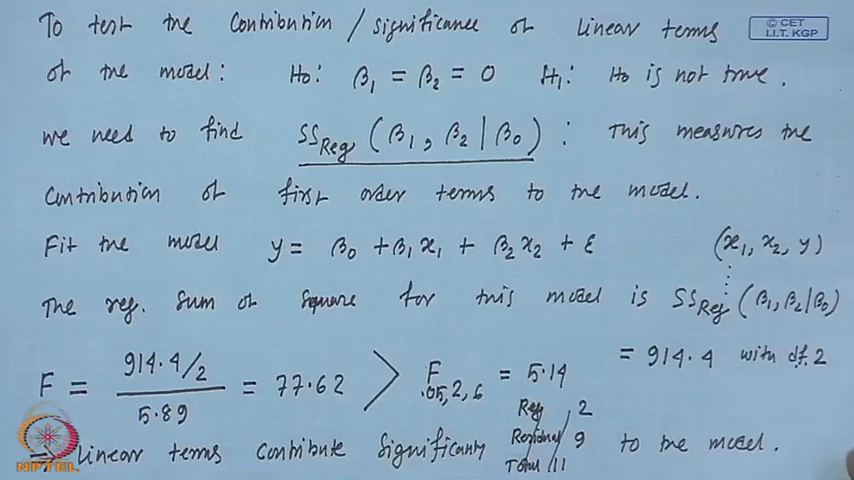 To test the contribution / significance of linear terms
© CET
I.I.T. KGP
of the model : H₀ : β₁ = β₂ = 0 H₁ : H₀ is not true .
we need to find SS_Reg (β₁, β₂ | β₀) : This measures the
contribution of first order terms to the model.
Fit the model y = β₀ + β₁x₁ + β₂x₂ + ε (x₁, x₂, y)
The reg. sum of square for this model is SS_Reg (β₁, β₂ | β₀)
= 914.4 with df. 2
F = (914.4/2) / 5.89 = 77.62 > F .05, 2, 6 = 5.14
Reg 2
Residual 9
Total 11
⇒ linear terms contribute significantly to the model.
NPTEL